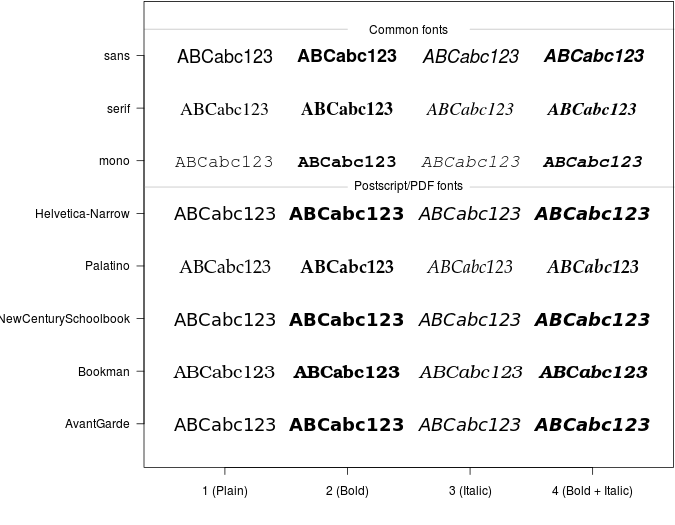 Common fonts
sans ABCabc123 ABCabc123 ABCabc123 ABCabc123
serif ABCabc123 ABCabc123 ABCabc123 ABCabc123
mono ABCabc123 ABCabc123 ABCabc123 ABCabc123
Postscript/PDF fonts
Helvetica-Narrow ABCabc123 ABCabc123 ABCabc123 ABCabc123
Palatino ABCabc123 ABCabc123 ABCabc123 ABCabc123
NewCenturySchoolbook ABCabc123 ABCabc123 ABCabc123 ABCabc123
Bookman ABCabc123 ABCabc123 ABCabc123 ABCabc123
AvantGarde ABCabc123 ABCabc123 ABCabc123 ABCabc123
1 (Plain) 2 (Bold) 3 (Italic) 4 (Bold + Italic)